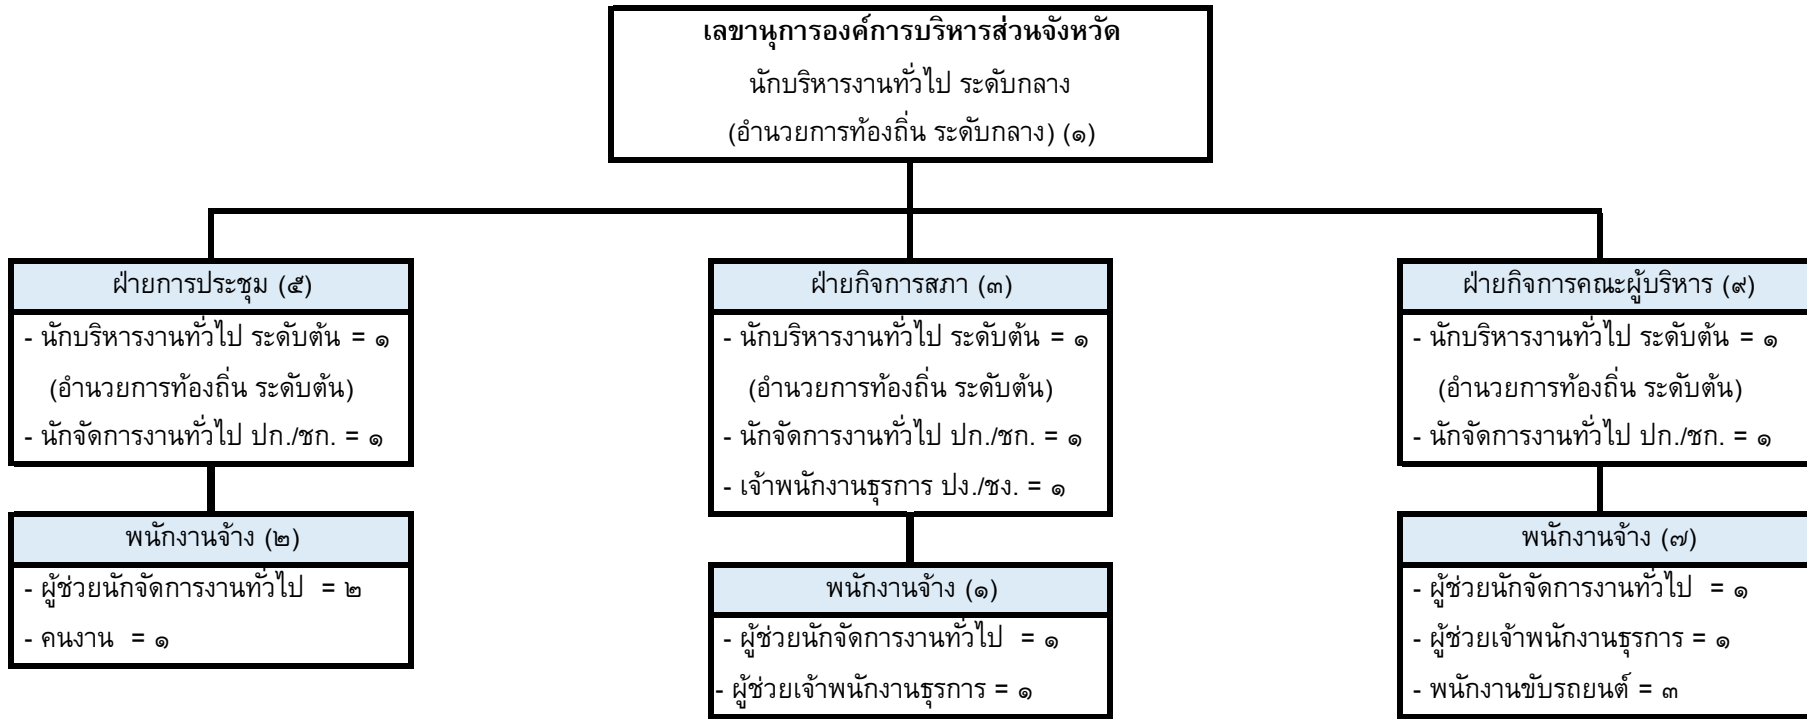 เลขานุการองค์การบริหารส่วนจังหวัด
นักบริหารงานทั่วไป ระดับกลาง
(อำนวยการท้องถิ่น ระดับกลาง) (๑)
ฝ่ายการประชุม (๕)
- นักบริหารงานทั่วไป ระดับต้น = ๑
(อำนวยการท้องถิ่น ระดับต้น)
- นักจัดการงานทั่วไป ปก./ชก. = ๑
พนักงานจ้าง (๒)
- ผู้ช่วยนักจัดการงานทั่วไป = ๒
- คนงาน = ๑
ฝ่ายกิจการสภา (๓)
- นักบริหารงานทั่วไป ระดับต้น = ๑
(อำนวยการท้องถิ่น ระดับต้น)
- นักจัดการงานทั่วไป ปก./ชก. = ๑
- เจ้าพนักงานธุรการ ปง./ชง. = ๑
พนักงานจ้าง (๑)
- ผู้ช่วยนักจัดการงานทั่วไป = ๑
- ผู้ช่วยเจ้าพนักงานธุรการ = ๑
ฝ่ายกิจการคณะผู้บริหาร (๙)
- นักบริหารงานทั่วไป ระดับต้น = ๑
(อำนวยการท้องถิ่น ระดับต้น)
- นักจัดการงานทั่วไป ปก./ชก. = ๑
พนักงานจ้าง (๗)
- ผู้ช่วยนักจัดการงานทั่วไป = ๑
- ผู้ช่วยเจ้าพนักงานธุรการ = ๑
- พนักงานขับรถยนต์ = ๓